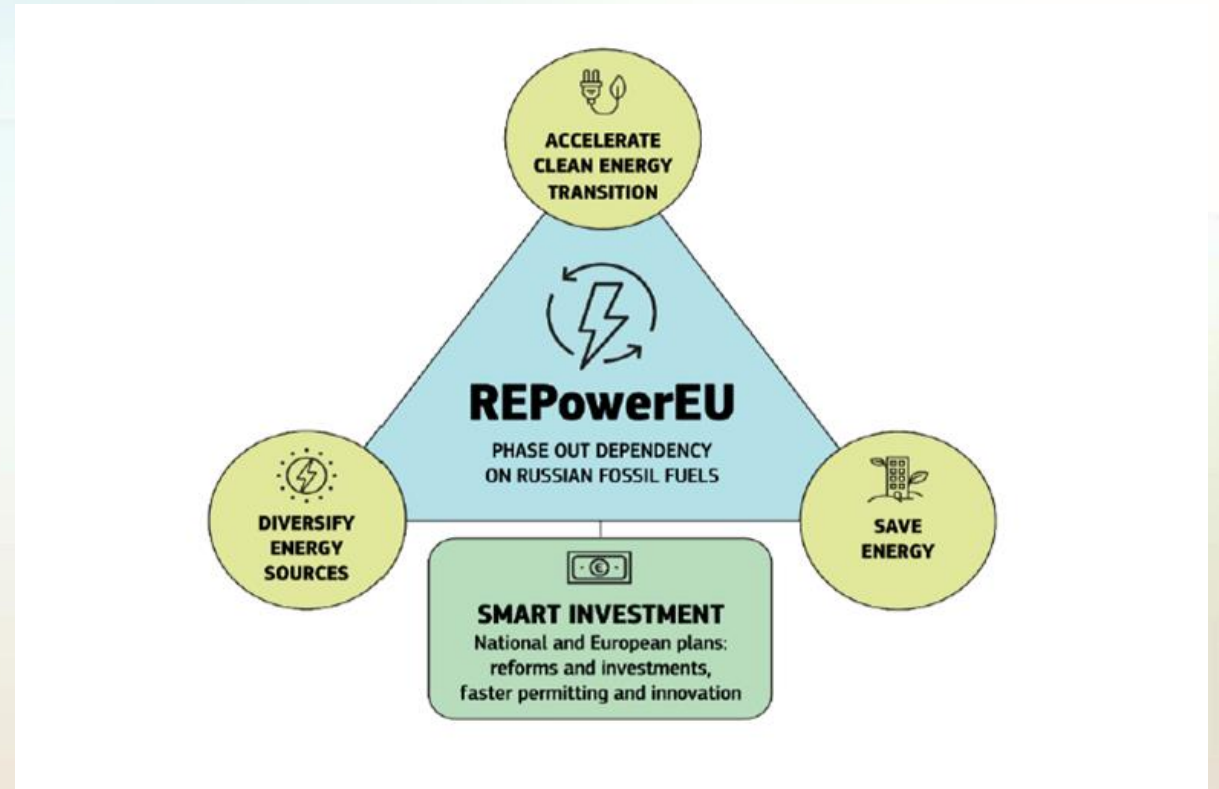 ACCELERATE
CLEAN ENERGY
TRANSITION
REPowerEU
PHASE OUT DEPENDENCY
ON RUSSIAN FOSSIL FUELS
DIVERSIFY
ENERGY
SOURCES
SAVE
ENERGY
€
SMART INVESTMENT
National and European plans:
reforms and investments,
faster permitting and innovation